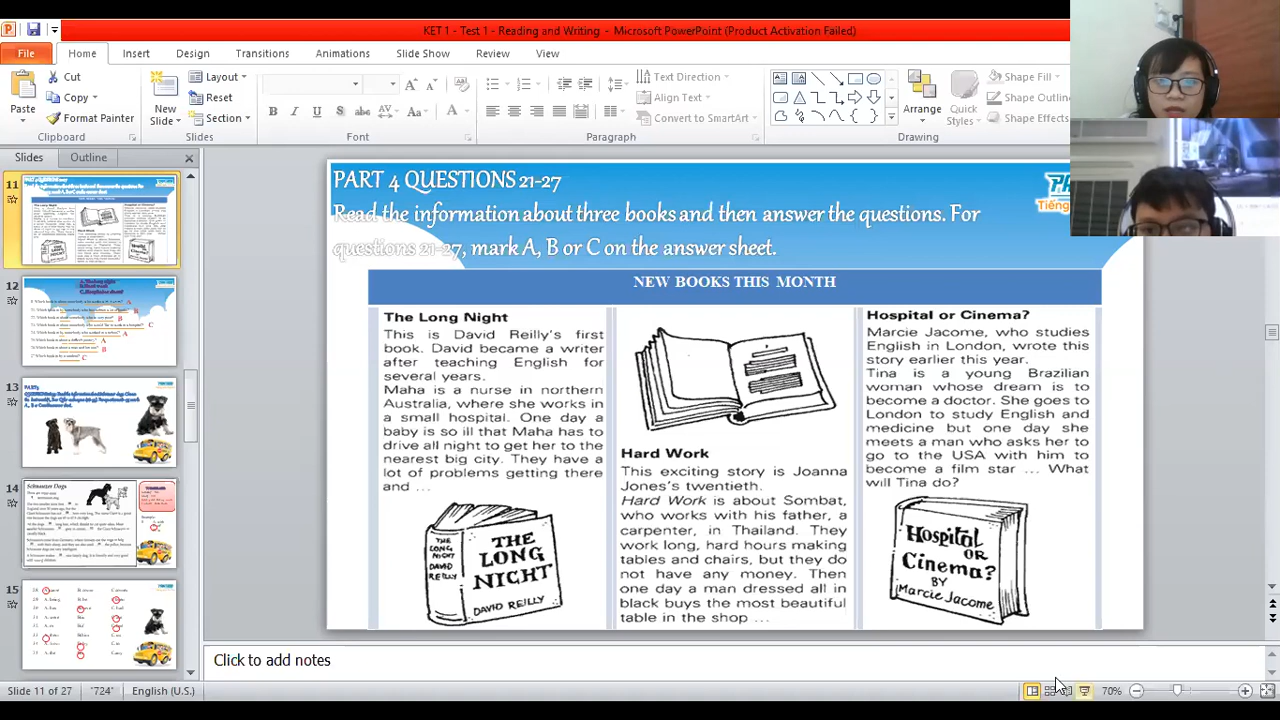 KET 1 - Test 1 - Reading and Writing - Microsoft PowerPoint (Product Activation Failed)
File Home Insert Design Transitions Animations Slide Show Review View
Cut
Copy
Format Painter
Paste
Clipboard
New
Slide
Layout
Reset
Section
Slides
Font
Text Direction
Align Text
Convert to SmartArt
Paragraph
Arrange
Quick
Styles
Shape Fill
Shape Outlin
Shape Effects
Drawing
Slides Outline
11
12
13
14
15
PART 4 QUESTIONS 21-27
Read the information about three books and then answer the questions. For
questions 21-27, mark A, B or C on the answer sheet.
Tiếng
NEW BOOKS THIS MONTH
The Long Night
This is David Reilly's first
book. David became a writer
after teaching English for
several years.
Maha is a nurse in northern
Australia, where she works in
a small hospital. One day a
baby is so ill that Maha has to
drive all night to get her to the
nearest big city. They have a
lot of problems getting there
and ...
THE
LONG
NIGHT
DAVID
REILLY
THE
LONG
NIGHT
DAVID REILLY
Hard Work
This exciting story is Joanna
Jones's twentieth.
Hard Work is about Sombat,
who works with his father, a
carpenter, in Thailand. They
work long, hard hours making
tables and chairs, but they do
not have any money. Then
one day a man dressed all in
black buys the most beautiful
table in the shop ...
Hospital or Cinema?
Marcie Jacome, who studies
English in London, wrote this
story earlier this year.
Tina is a young Brazilian
woman whose dream is to
become a doctor. She goes to
London to study English and
medicine but one day she
meets a man who asks her to
go to the USA with him to
become a film star ... What
will Tina do?
Hospital
OR
Cinema?
BY
Marcie Jacome
Click to add notes
Slide 11 of 27 "724" English (U.S.) 70%